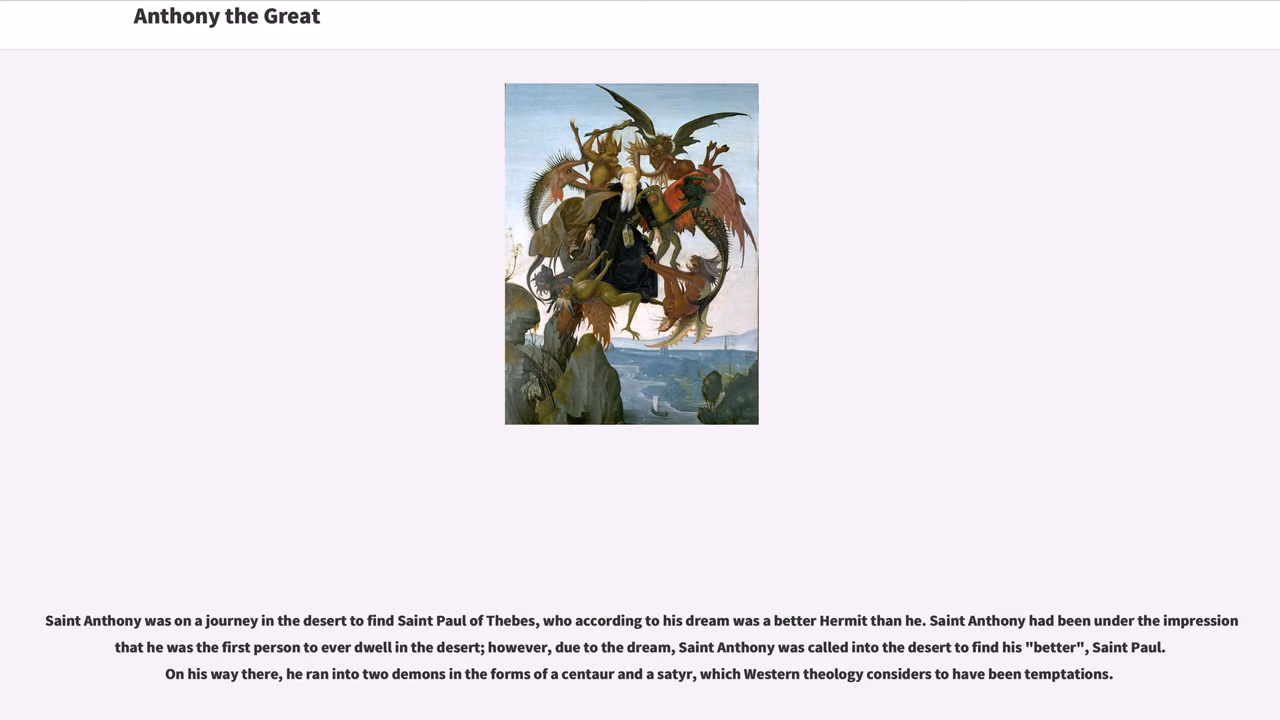 Anthony the Great
Saint Anthony was on a journey in the desert to find Saint Paul of Thebes, who according to his dream was a better Hermit than he. Saint Anthony had been under the impression
that he was the first person to ever dwell in the desert; however, due to the dream, Saint Anthony was called into the desert to find his "better", Saint Paul.
On his way there, he ran into two demons in the forms of a centaur and a satyr, which Western theology considers to have been temptations.